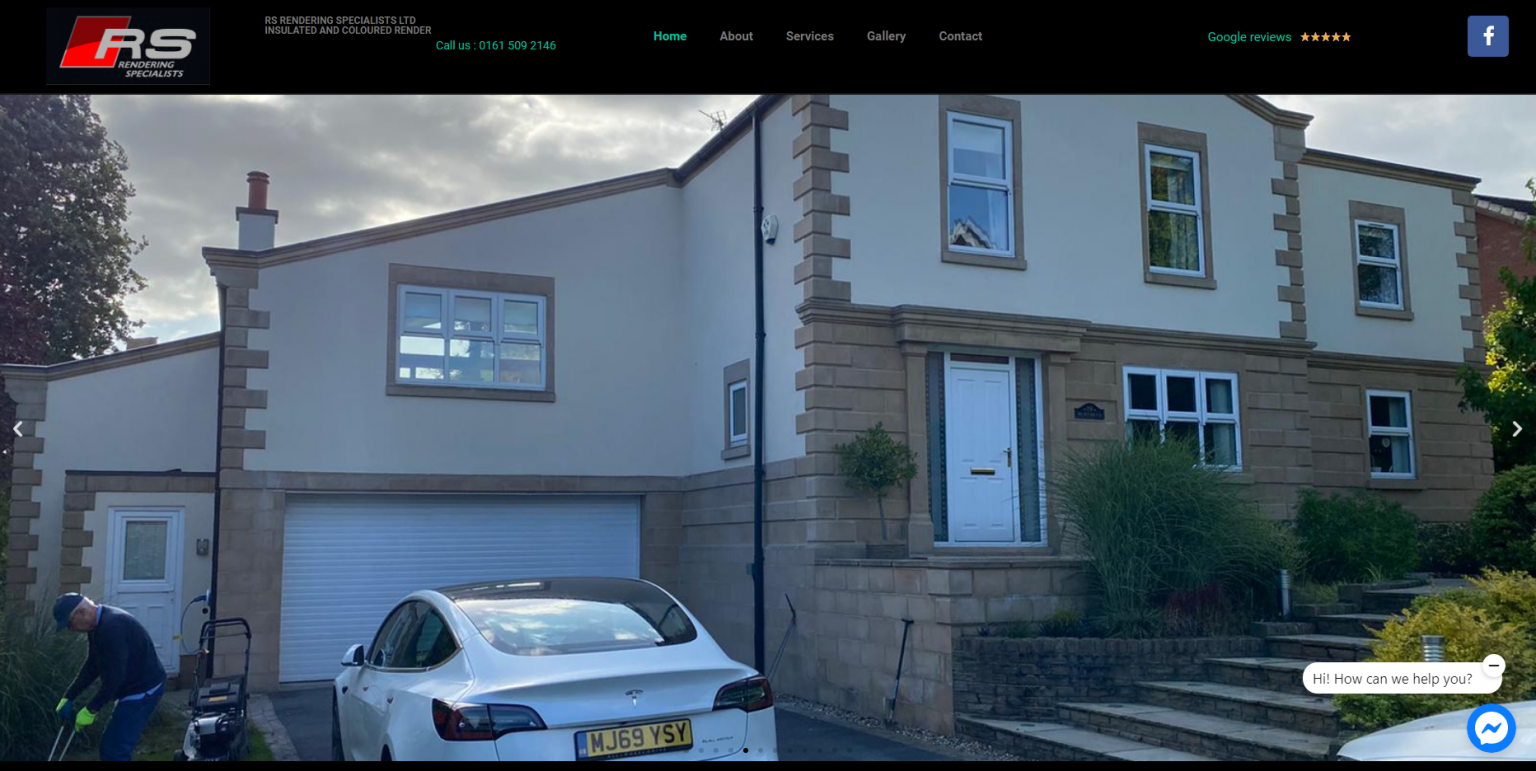 RS
RENDERING
SPECIALISTS
RS RENDERING SPECIALISTS LTD
INSULATED AND COLOURED RENDER
Call us : 0161 509 2146
Home
About
Services
Gallery
Contact
Google reviews
MJ69 YSY
Hi! How can we help you?